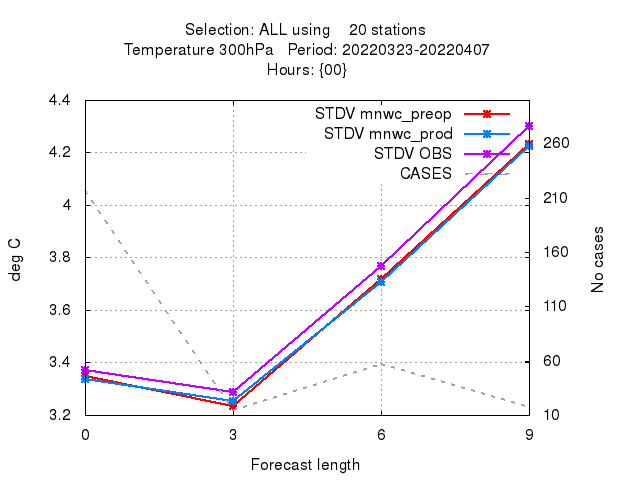 Selection: ALL using 20 stations
Temperature 300hPa Period: 20220323-20220407
Hours: {00}
STDV mnwc_preop
STDV mnwc_prod
STDV OBS
CASES
4.4
4.2
4
3.8
3.6
3.4
3.2
260
210
160
110
60
10
0 3 6 9
deg C
No cases
Forecast length